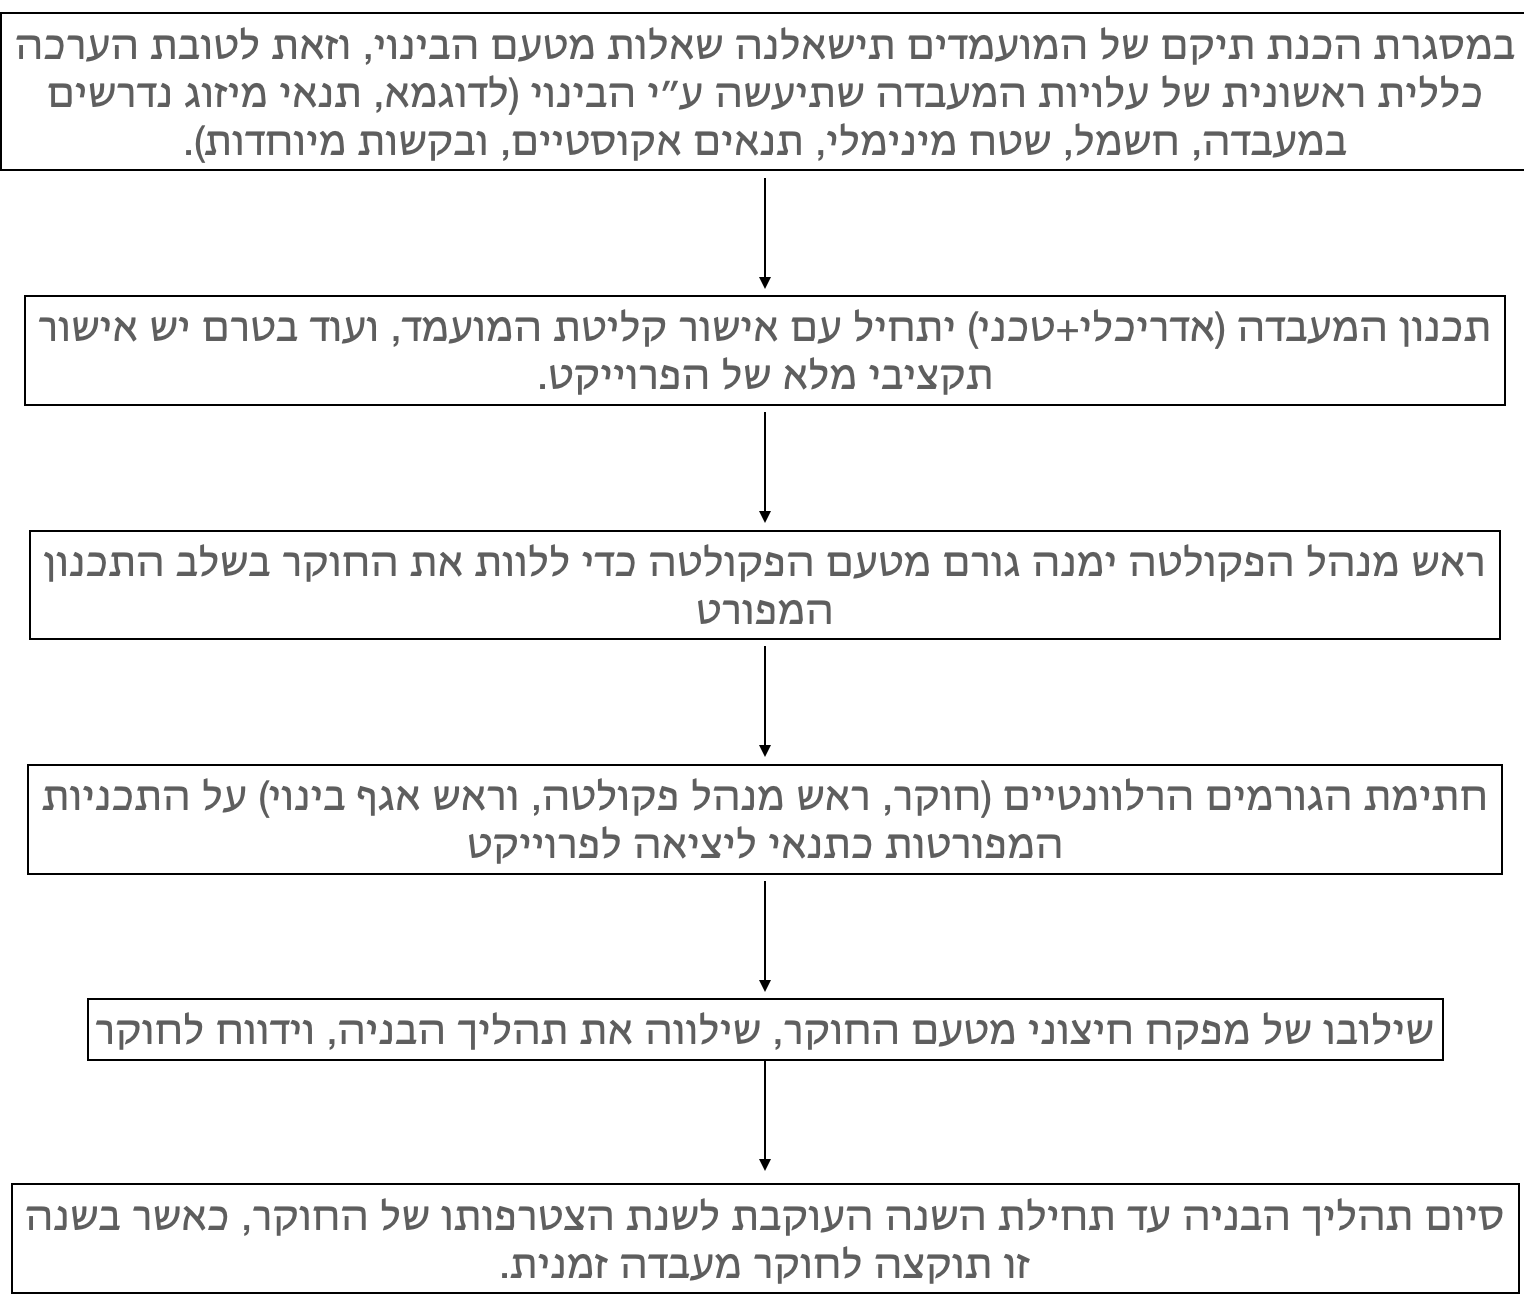 במסגרת הכנת תיקם של המועמדים תישאלנה שאלות מטעם הבינוי, וזאת לטובת הערכה
כללית ראשונית של עלויות המעבדה שתיעשה ע״י הבינוי (לדוגמא, תנאי מיזוג נדרשים
במעבדה, חשמל, שטח מינימלי, תנאים אקוסטיים, ובקשות מיוחדות).
תכנון המעבדה (אדריכלי+טכני) יתחיל עם אישור קליטת המועמד, ועוד בטרם יש אישור
תקציבי מלא של הפרוייקט.
ראש מנהל הפקולטה ימנה גורם מטעם הפקולטה כדי ללוות את החוקר בשלב התכנון
המפורט
חתימת הגורמים הרלוונטיים (חוקר, ראש מנהל פקולטה, וראש אגף בינוי) על התכניות
המפורטות כתנאי ליציאה לפרוייקט
שילובו של מפקח חיצוני מטעם החוקר, שילווה את תהליך הבניה, וידווח לחוקר
סיום תהליך הבניה עד תחילת השנה העוקבת לשנת הצטרפותו של החוקר, כאשר בשנה
זו תוקצה לחוקר מעבדה זמנית.